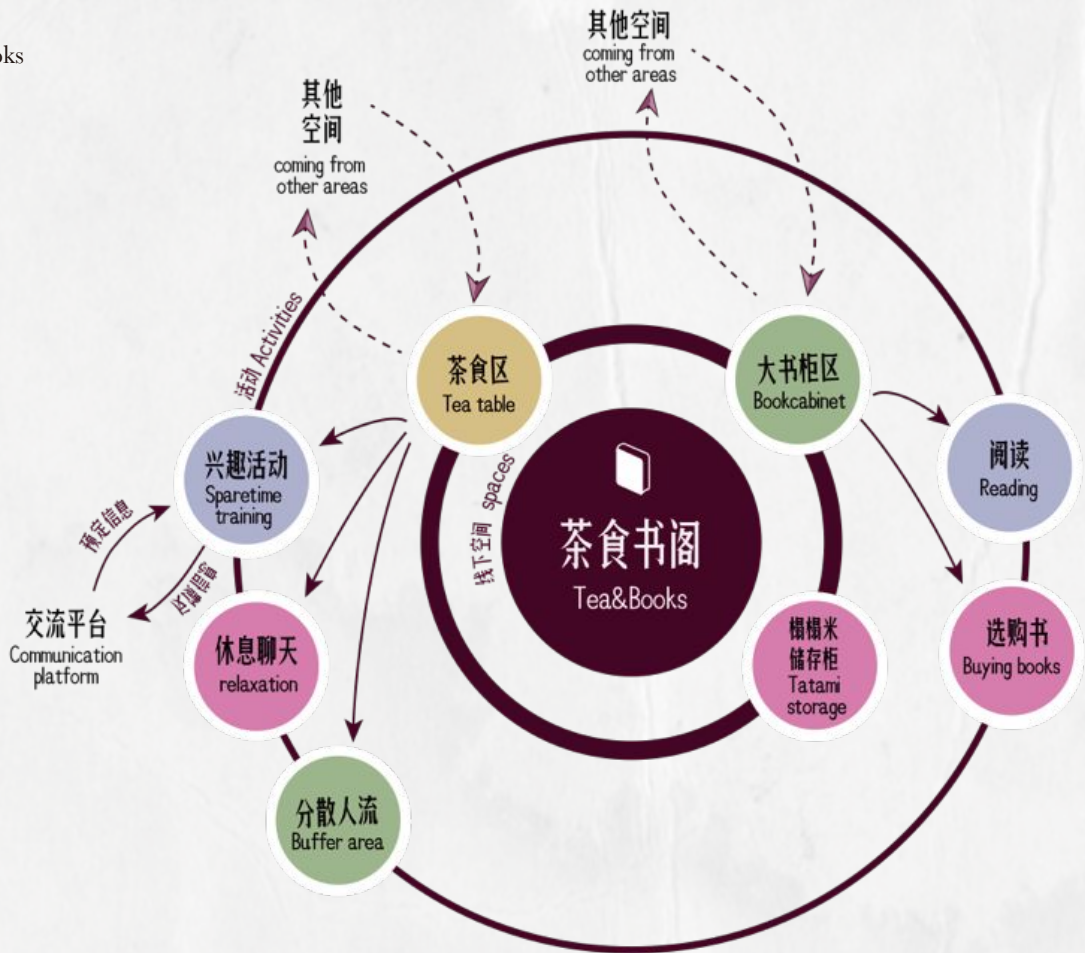 oks
其他空间
coming from
other areas
其他
空间
coming from
other areas
活动 Activities
茶食区
Tea table
大书柜区
Bookcabinet
兴趣活动
Sparetime
training
阅读
Reading
线下空间 spaces
茶食书阁
Tea&Books
预定信息
交流平台
Communication
platform
休息聊天
relaxation
榻榻米
储存柜
Tatami
storage
选购书
Buying books
分散人流
Buffer area